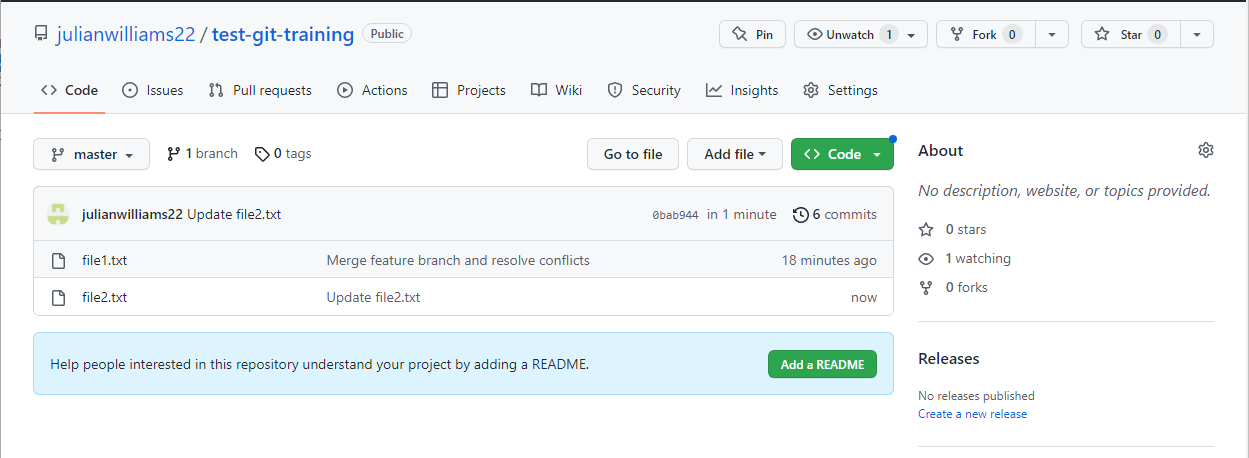 julianwilliams22 / test-git-training Public Pin Unwatch 1 Fork 0 Star 0
Code Issues Pull requests Actions Projects Wiki Security Insights Settings
master 1 branch 0 tags Go to file Add file Code
julianwilliams22 Update file2.txt 0bab944 in 1 minute 6 commits
file1.txt Merge feature branch and resolve conflicts 18 minutes ago
file2.txt Update file2.txt now
Help people interested in this repository understand your project by adding a README. Add a README
About
No description, website, or topics provided.
0 stars
1 watching
0 forks
Releases
No releases published
Create a new release